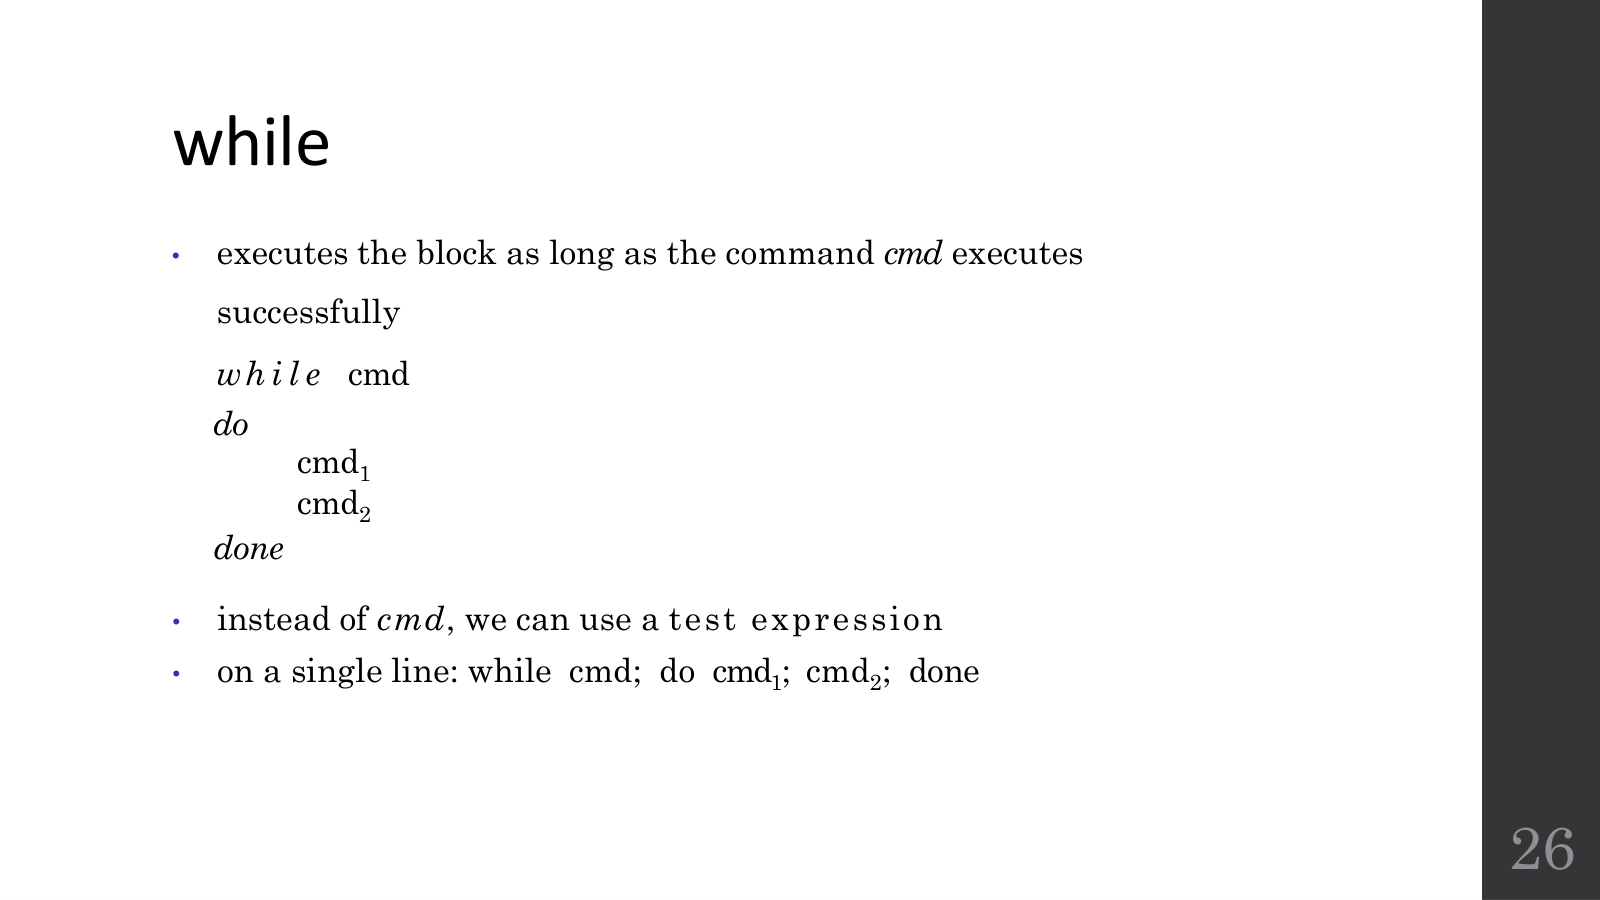 while
• executes the block as long as the command cmd executes
successfully
while cmd
do
cmd₁
cmd₂
done
• instead of cmd, we can use a test expression
• on a single line: while cmd; do cmd₁; cmd₂; done
26